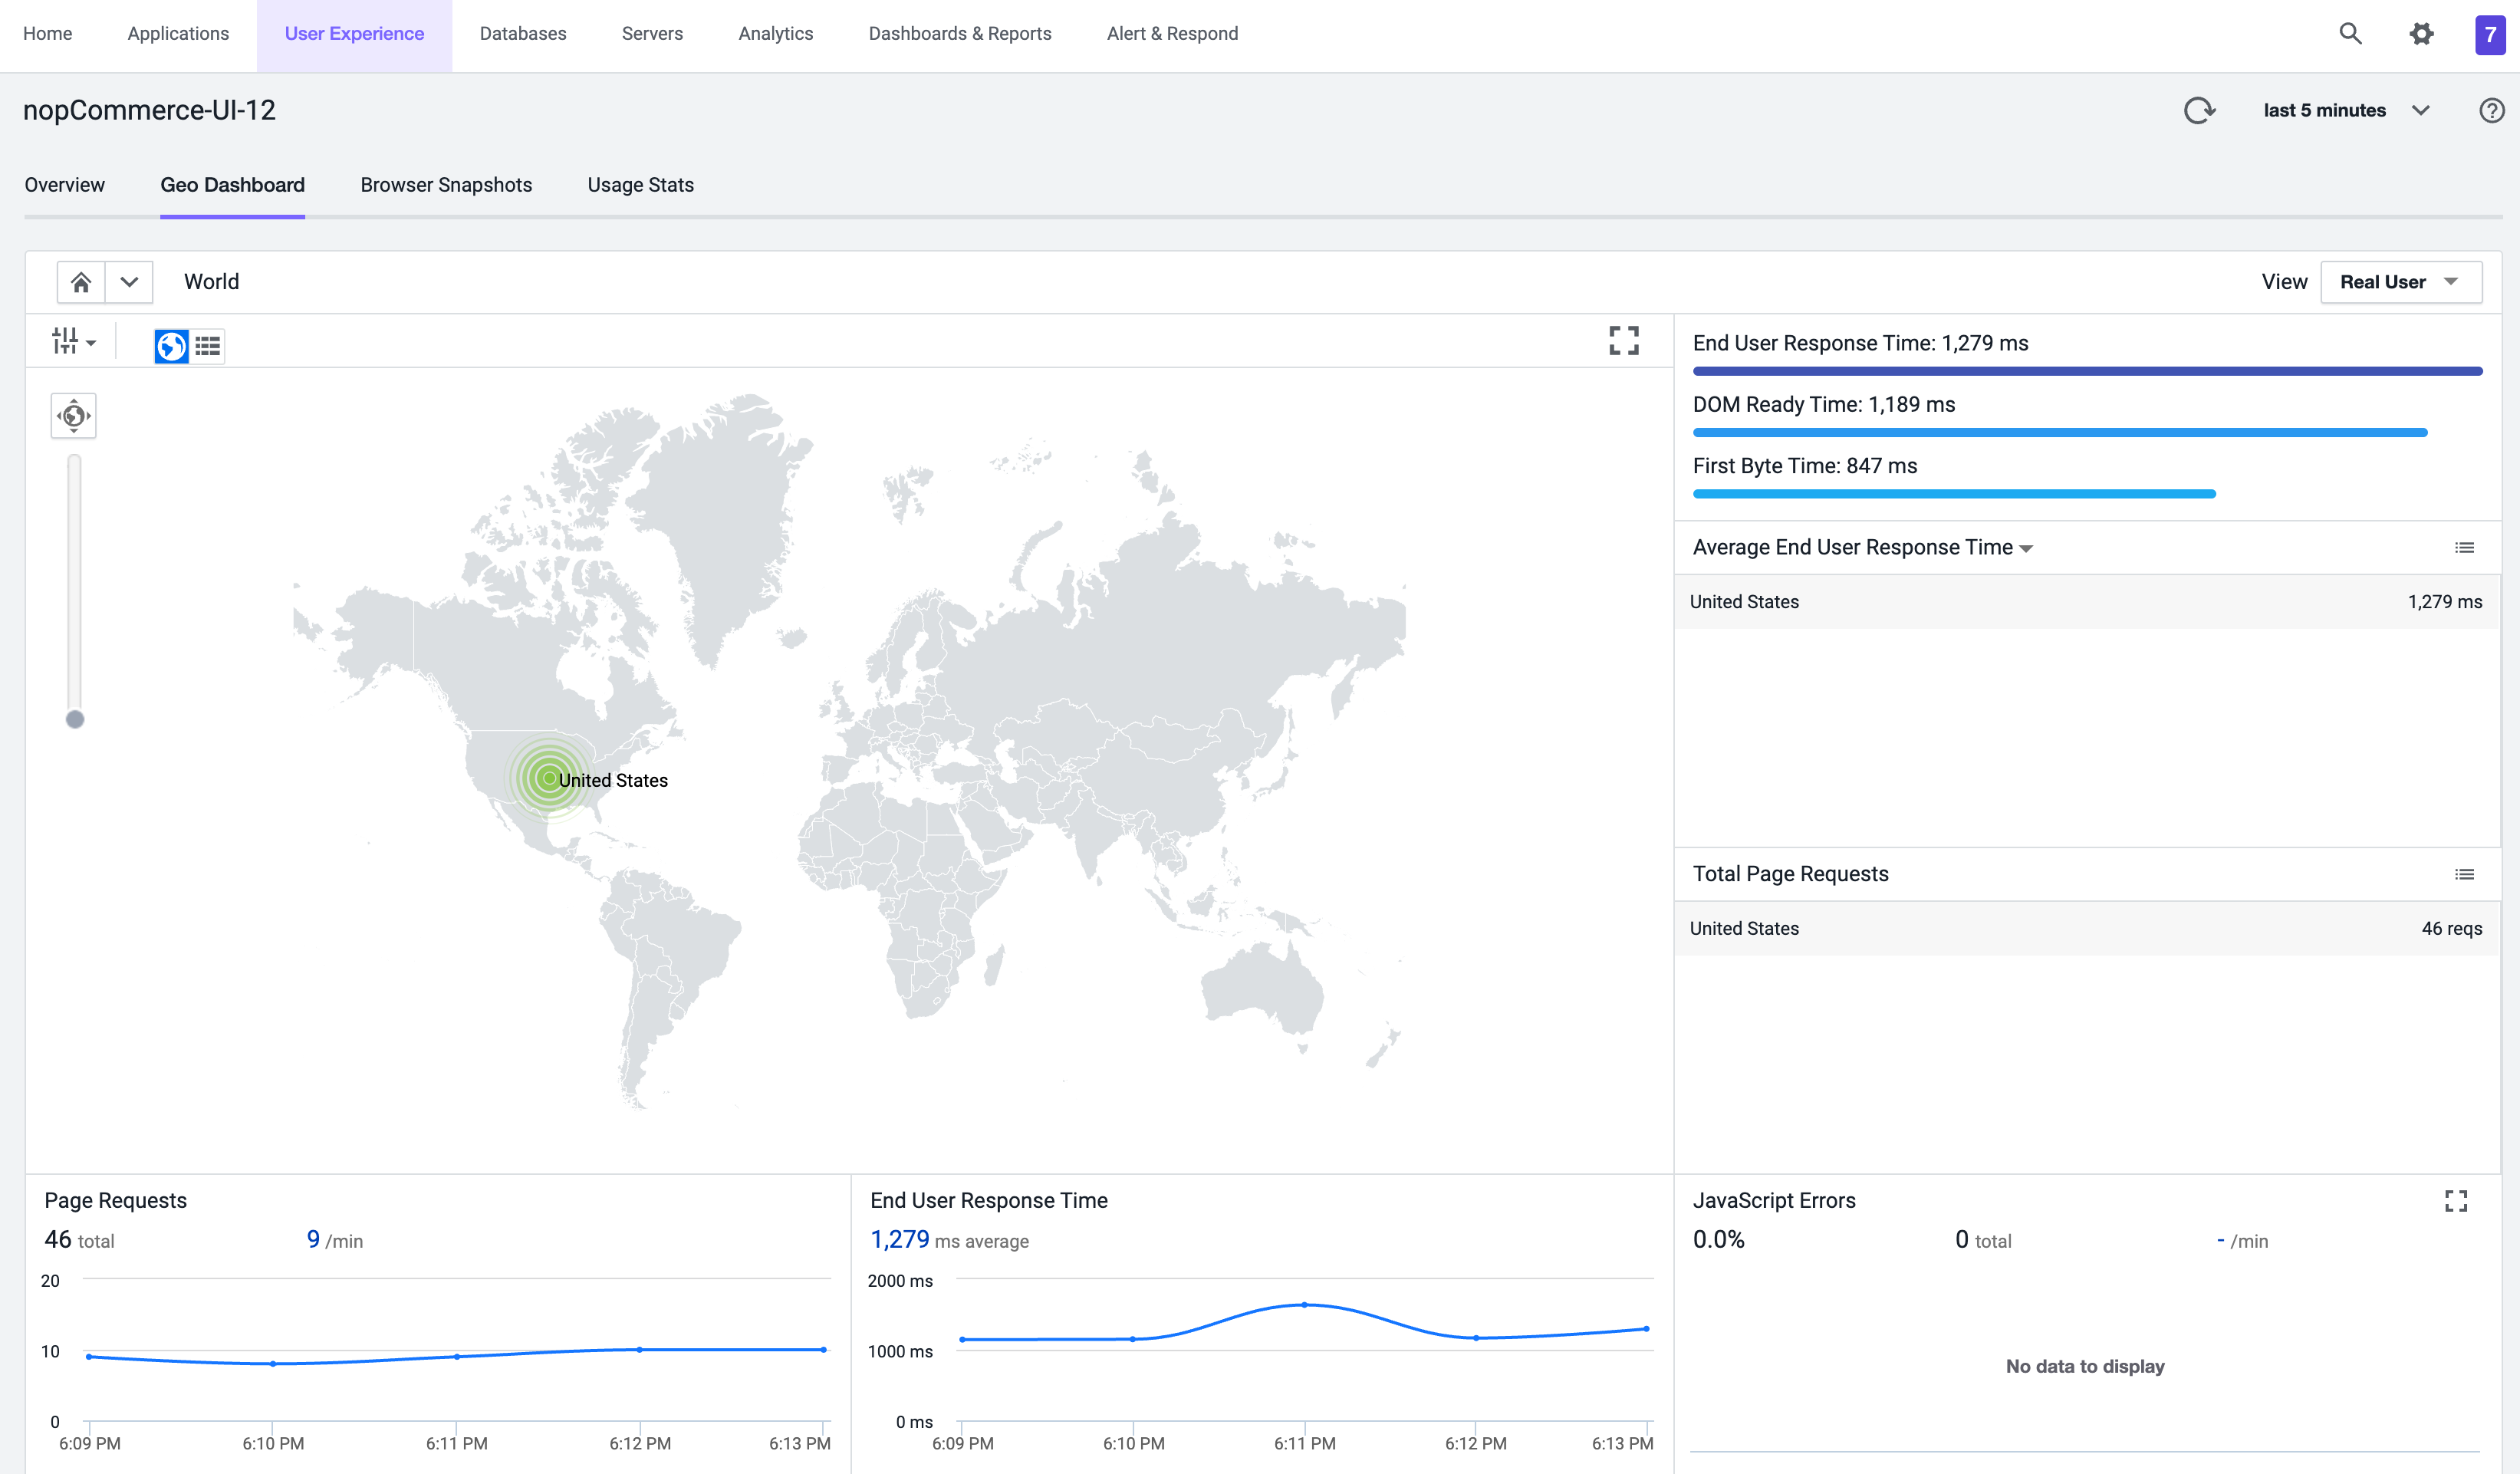 Home Applications User Experience Databases Servers Analytics Dashboards & Reports Alert & Respond 7
nopCommerce-UI-12 last 5 minutes ?
Overview Geo Dashboard Browser Snapshots Usage Stats
World View Real User
End User Response Time: 1,279 ms
DOM Ready Time: 1,189 ms
First Byte Time: 847 ms
Average End User Response Time
United States 1,279 ms
United States
Total Page Requests
United States 46 reqs
Page Requests
46 total 9 /min
20
10
0
6:09 PM 6:10 PM 6:11 PM 6:12 PM 6:13 PM
End User Response Time
1,279 ms average
2000 ms
1000 ms
0 ms
6:09 PM 6:10 PM 6:11 PM 6:12 PM 6:13 PM
JavaScript Errors
0.0% 0 total - /min
No data to display